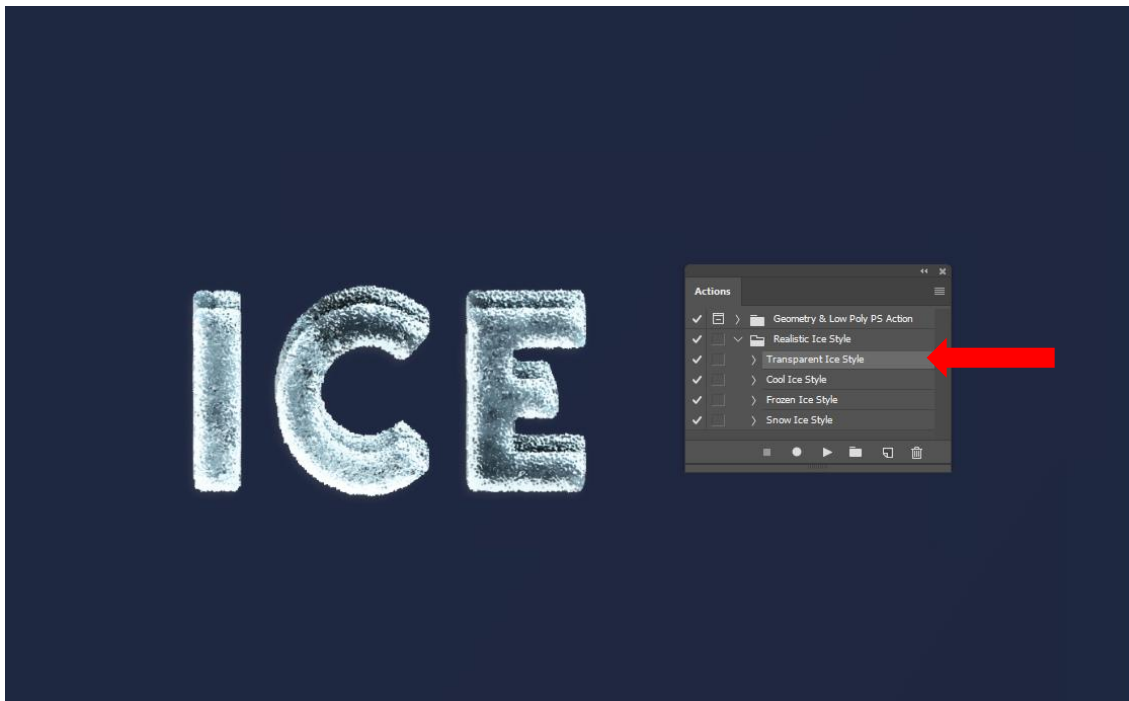 ICE
Actions
Geometry & Low Poly PS Action
Realistic Ice Style
Transparent Ice Style
Cool Ice Style
Frozen Ice Style
Snow Ice Style